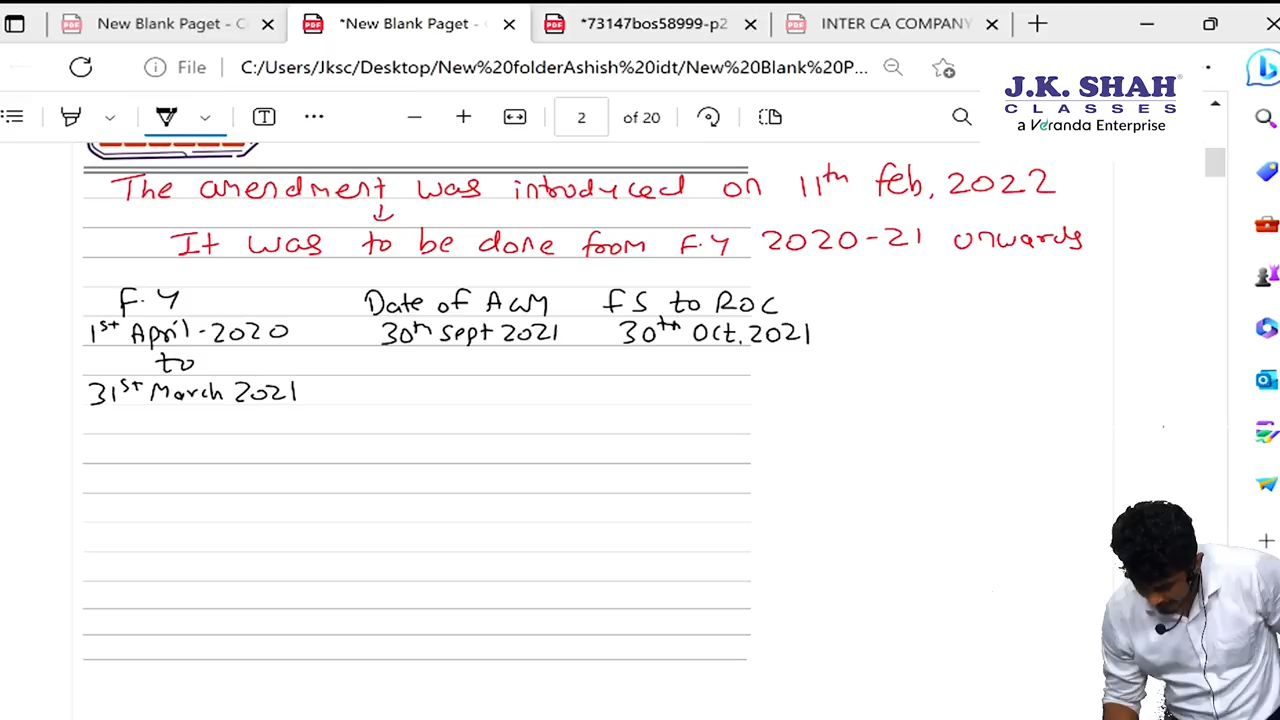 New Blank Paget - C
*New Blank Paget -
*73147bos58999-p2
INTER CA COMPANY
File
C:/Users/Jksc/Desktop/New%20folderAshish%20idt/New%20Blank%20P...
2 of 20
J.K. SHAH
CLASSES
a Veranda Enterprise
The amendment was introduced on 11th Feb, 2022
It was to be done from F.Y 2020-21 onwards
F.Y Date of AGM FS to ROC
1st April-2020 30th Sept 2021 30th Oct, 2021
to
31st March 2021